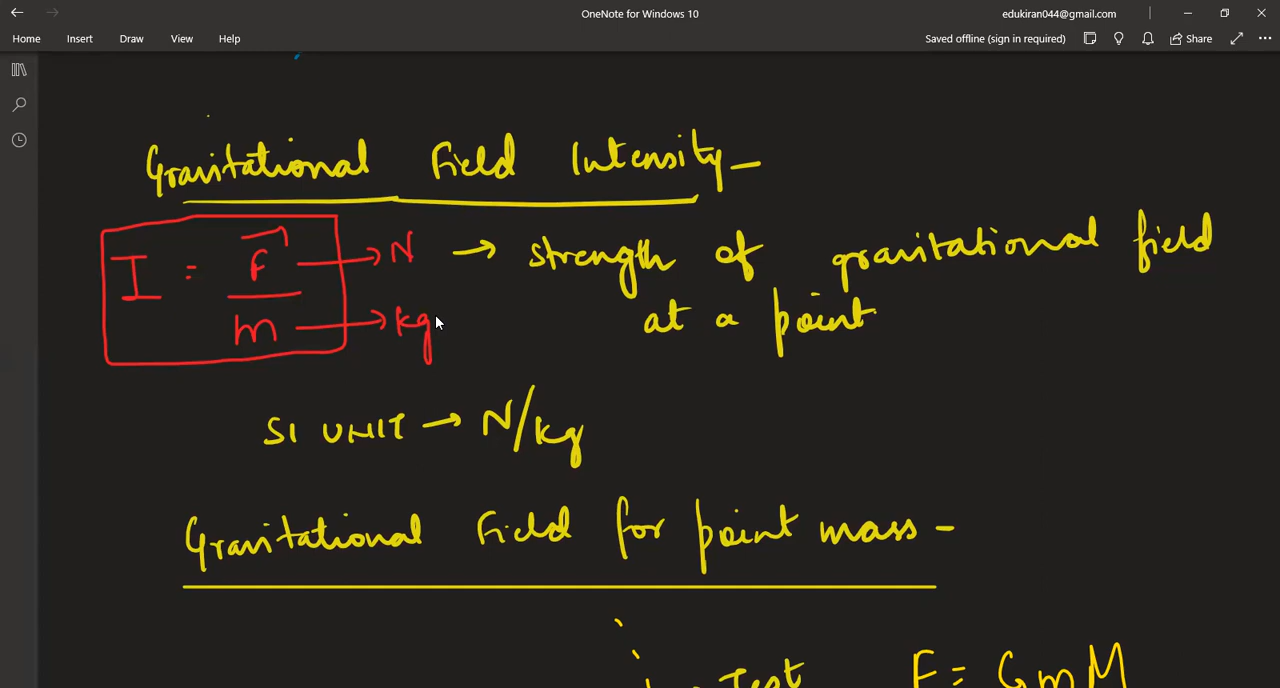 OneNote for Windows 10
edukiran044@gmail.com
Home Insert Draw View Help
Saved offline (sign in required)
Share
Gravitational Field Intensity -
I = F / m
→ N
→ kg
→ strength of gravitational field
at a point
SI UNIT → N/kg
Gravitational Field for point mass -
Test
F = GmM